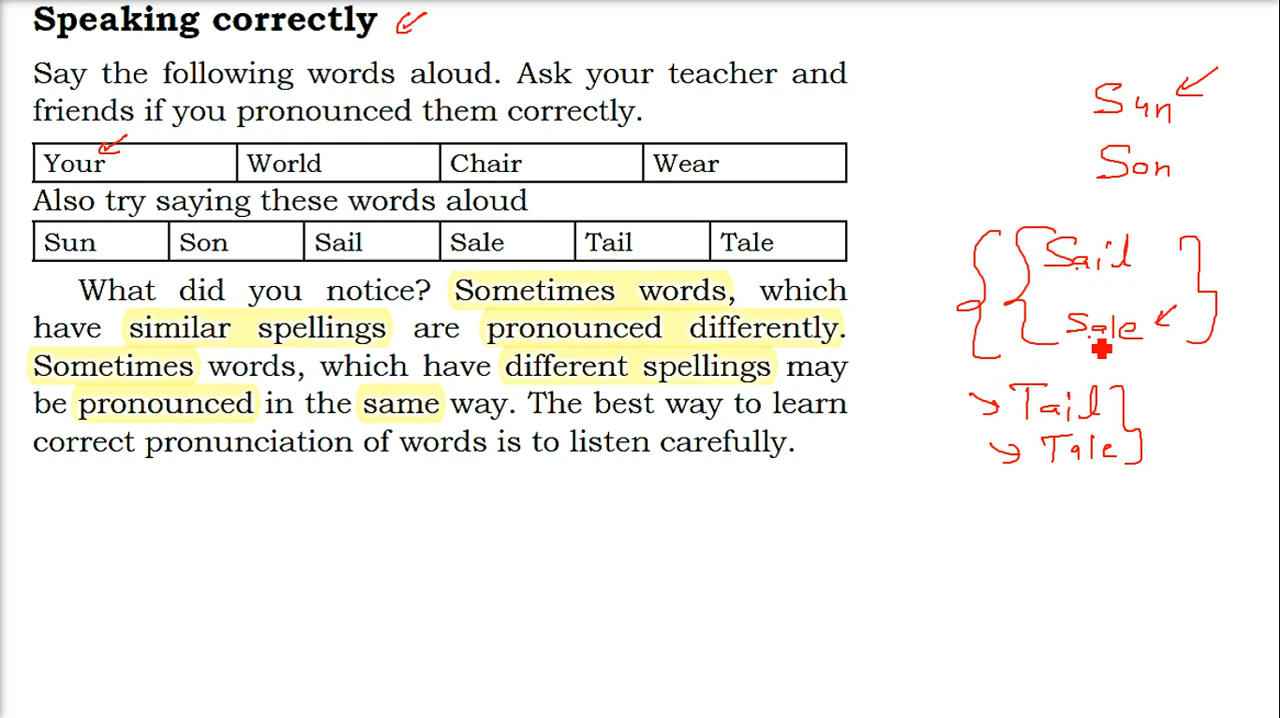 Speaking correctly
Say the following words aloud. Ask your teacher and
friends if you pronounced them correctly.
Your World Chair Wear
Also try saying these words aloud
Sun Son Sail Sale Tail Tale
What did you notice? Sometimes words, which
have similar spellings are pronounced differently.
Sometimes words, which have different spellings may
be pronounced in the same way. The best way to learn
correct pronunciation of words is to listen carefully.
Sun
Son
Sail
Sale
Tail
Tale